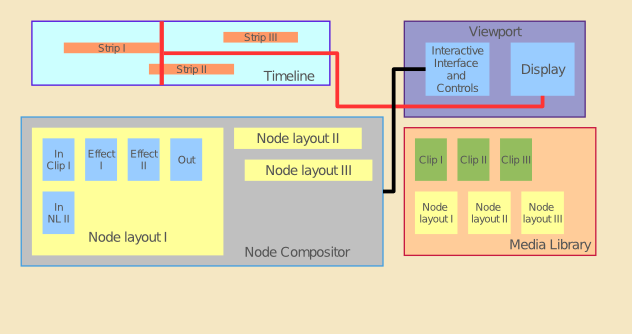 Strip I
Strip III
Strip II
Timeline
Viewport
Interactive
Interface
and
Controls
Display
In
Clip I
Effect
I
Effect
II
Out
In
NL II
Node layout I
Node layout II
Node layout III
Node Compositor
Clip I
Clip II
Clip III
Node
layout I
Node
layout II
Node
layout III
Media Library